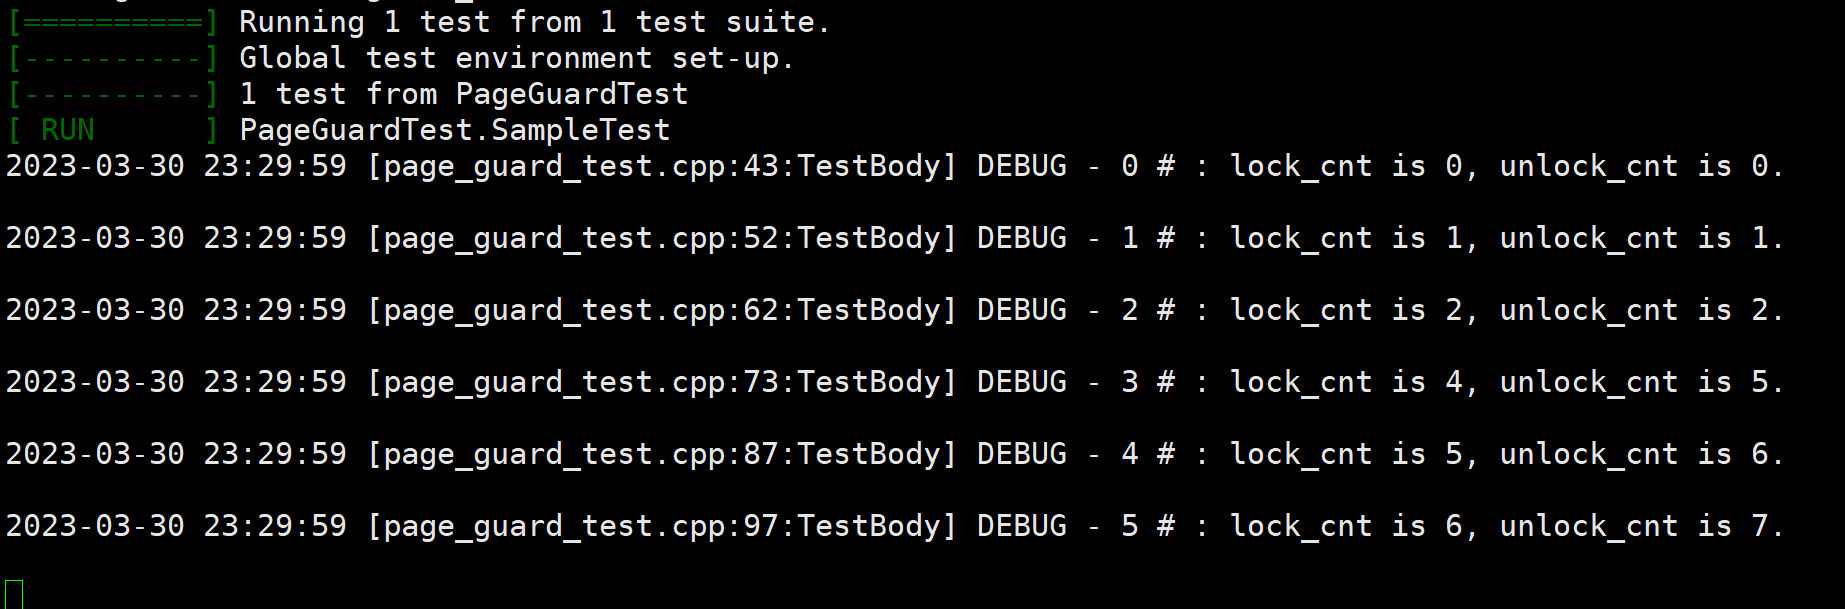 [==========] Running 1 test from 1 test suite.
[----------] Global test environment set-up.
[----------] 1 test from PageGuardTest
[ RUN      ] PageGuardTest.SampleTest
2023-03-30 23:29:59 [page_guard_test.cpp:43:TestBody] DEBUG - 0 # : lock_cnt is 0, unlock_cnt is 0.
2023-03-30 23:29:59 [page_guard_test.cpp:52:TestBody] DEBUG - 1 # : lock_cnt is 1, unlock_cnt is 1.
2023-03-30 23:29:59 [page_guard_test.cpp:62:TestBody] DEBUG - 2 # : lock_cnt is 2, unlock_cnt is 2.
2023-03-30 23:29:59 [page_guard_test.cpp:73:TestBody] DEBUG - 3 # : lock_cnt is 4, unlock_cnt is 5.
2023-03-30 23:29:59 [page_guard_test.cpp:87:TestBody] DEBUG - 4 # : lock_cnt is 5, unlock_cnt is 6.
2023-03-30 23:29:59 [page_guard_test.cpp:97:TestBody] DEBUG - 5 # : lock_cnt is 6, unlock_cnt is 7.